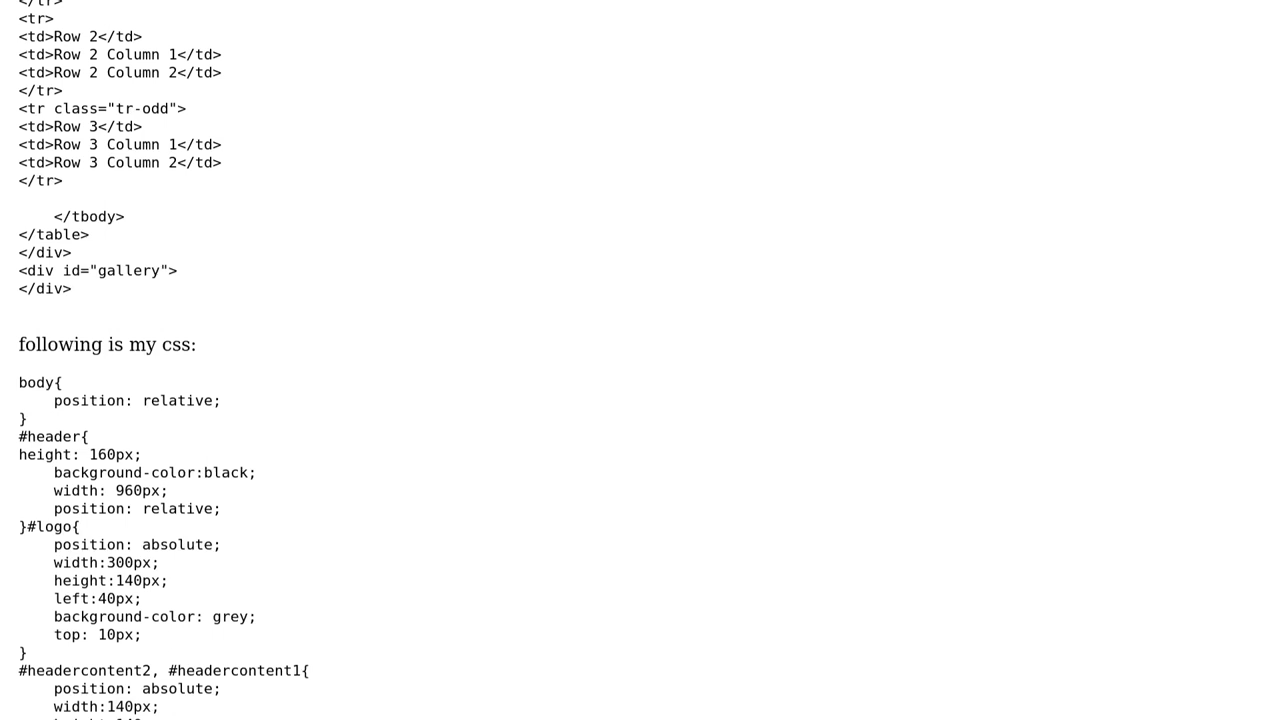 </tr>
<tr>
<td>Row 2</td>
<td>Row 2 Column 1</td>
<td>Row 2 Column 2</td>
</tr>
<tr class="tr-odd">
<td>Row 3</td>
<td>Row 3 Column 1</td>
<td>Row 3 Column 2</td>
</tr>
</tbody>
</table>
</div>
<div id="gallery">
</div>
following is my css:
body{
position: relative;
}
#header{
height: 160px;
background-color:black;
width: 960px;
position: relative;
}#logo{
position: absolute;
width:300px;
height:140px;
left:40px;
background-color: grey;
top: 10px;
}
#headercontent2, #headercontent1{
position: absolute;
width:140px;